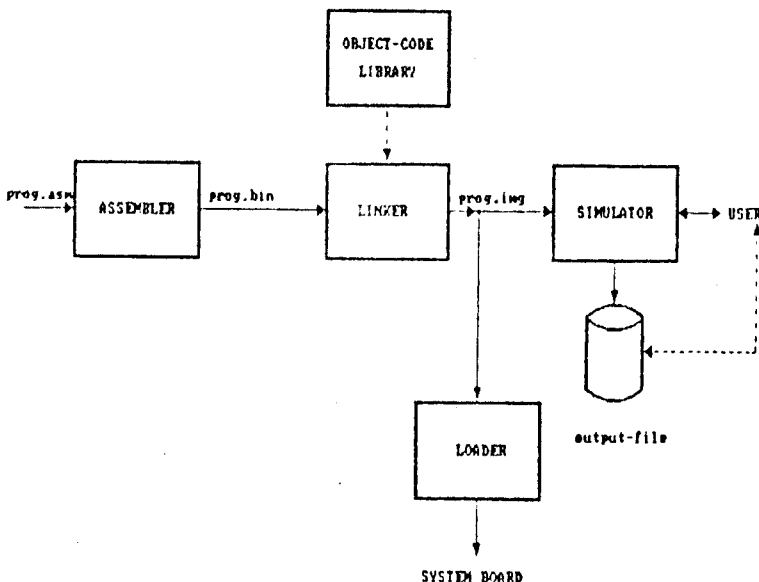 OBJECT-CODE
LIBRARY
prog.asm
ASSEMBLER
prog.bin
LINKER
prog.img
SIMULATOR
USER
output-file
LOADER
SYSTEM BOARD